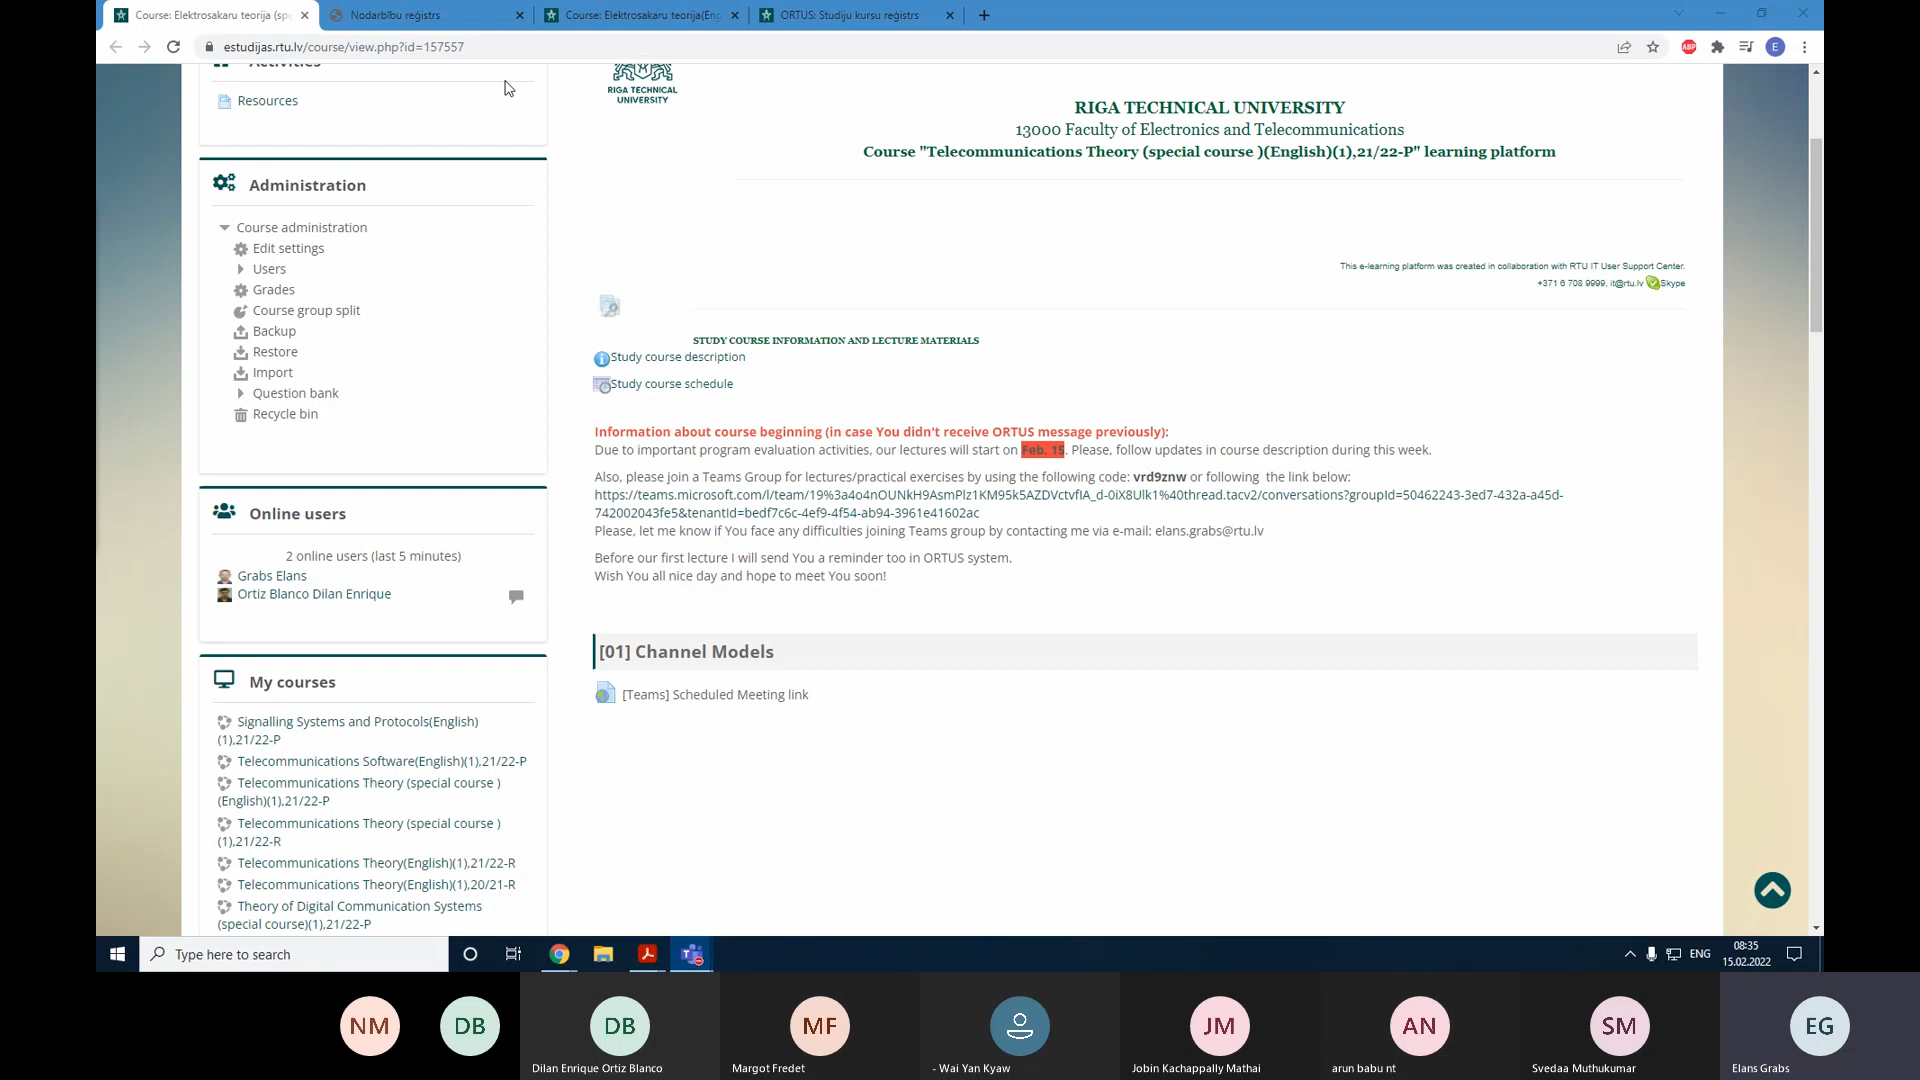 Course: Elektrosakaru teorija (spe
Nodarbību reģistrs
Course: Elektrosakaru teorija(Eng
ORTUS: Studiju kursu reģistrs
estudijas.rtu.lv/course/view.php?id=157557
ABP
E
Activities
Resources
Administration
Course administration
Edit settings
Users
Grades
Course group split
Backup
Restore
Import
Question bank
Recycle bin
Online users
2 online users (last 5 minutes)
Grabs Elans
Ortiz Blanco Dilan Enrique
My courses
Signalling Systems and Protocols(English)
(1),21/22-P
Telecommunications Software(English)(1),21/22-P
Telecommunications Theory (special course )
(English)(1),21/22-P
Telecommunications Theory (special course )
(1),21/22-R
Telecommunications Theory(English)(1),21/22-R
Telecommunications Theory(English)(1),20/21-R
Theory of Digital Communication Systems
(special course)(1),21/22-P
RIGA TECHNICAL
UNIVERSITY
RIGA TECHNICAL UNIVERSITY
13000 Faculty of Electronics and Telecommunications
Course "Telecommunications Theory (special course )(English)(1),21/22-P" learning platform
This e-learning platform was created in collaboration with RTU IT User Support Center.
+371 6 708 9999, it@rtu.lv Skype
STUDY COURSE INFORMATION AND LECTURE MATERIALS
Study course description
Study course schedule
Information about course beginning (in case You didn't receive ORTUS message previously):
Due to important program evaluation activities, our lectures will start on Feb. 15. Please, follow updates in course description during this week.
Also, please join a Teams Group for lectures/practical exercises by using the following code: vrd9znw or following the link below:
https://teams.microsoft.com/l/team/19%3a4o4nOUNkH9AsmPlz1KM95k5AZDVctvfIA_d-0iX8Ulk1%40thread.tacv2/conversations?groupId=50462243-3ed7-432a-a45d-
742002043fe5&tenantId=bedf7c6c-4ef9-4f54-ab94-3961e41602ac
Please, let me know if You face any difficulties joining Teams group by contacting me via e-mail: elans.grabs@rtu.lv
Before our first lecture I will send You a reminder too in ORTUS system.
Wish You all nice day and hope to meet You soon!
[01] Channel Models
[Teams] Scheduled Meeting link
Type here to search
ENG
08:35
15.02.2022
NM
DB
DB
MF
JM
AN
SM
EG
Dilan Enrique Ortiz Blanco
Margot Fredet
- Wai Yan Kyaw
Jobin Kachappally Mathai
arun babu nt
Svedaa Muthukumar
Elans Grabs